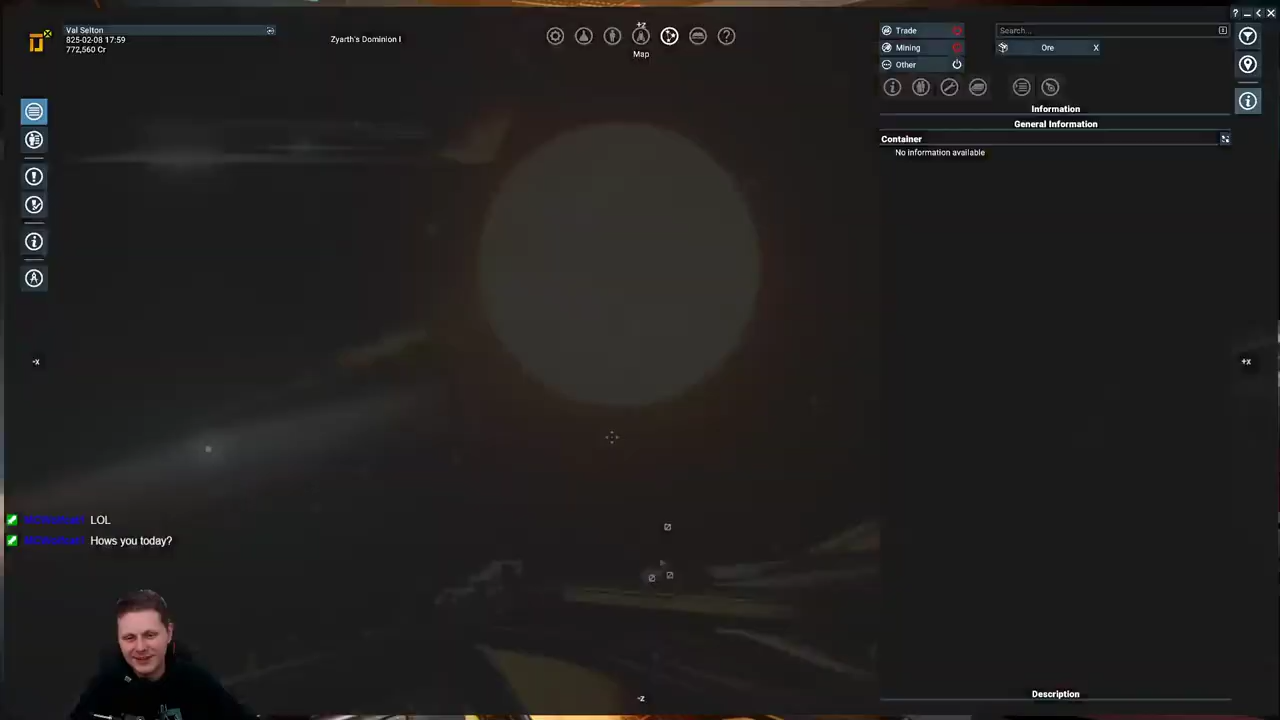 Val Selton
825-02-08 17:59
772,560 Cr
Zyarth's Dominion I
+Z
Map
Trade
Mining
Other
Search...
Ore
X
?
Information
General Information
Container
No information available
-X
+X
LOL
Hows you today?
-Z
Description